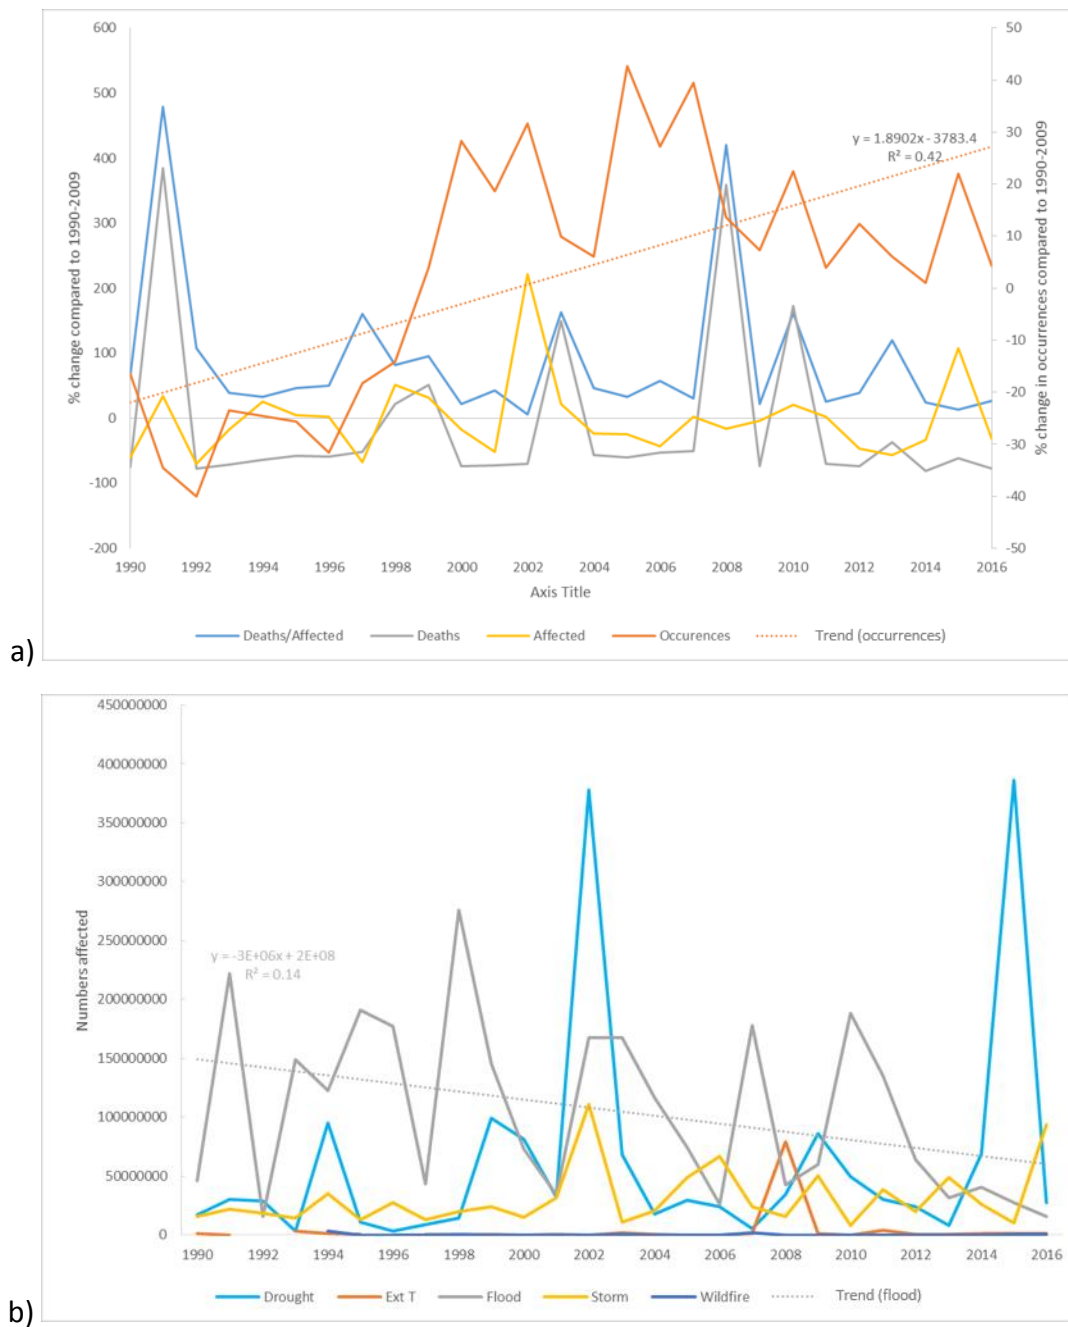 600
500
400
300
200
100
0
-100
-200
% change compared to 1990-2009
50
40
30
20
10
0
-10
-20
-30
-40
-50
% change in occurrences compared to 1990-2009
y = 1.8902x - 3783.4
R² = 0.42
1990 1992 1994 1996 1998 2000 2002 2004 2006 2008 2010 2012 2014 2016
Axis Title
Deaths/Affected Deaths Affected Occurences Trend (occurrences)
a)
450000000
400000000
350000000
300000000
250000000
200000000
150000000
100000000
50000000
0
Numbers affected
y = -3E+06x + 2E+08
R² = 0.14
1990 1992 1994 1996 1998 2000 2002 2004 2006 2008 2010 2012 2014 2016
Drought Ext T Flood Storm Wildfire Trend (flood)
b)